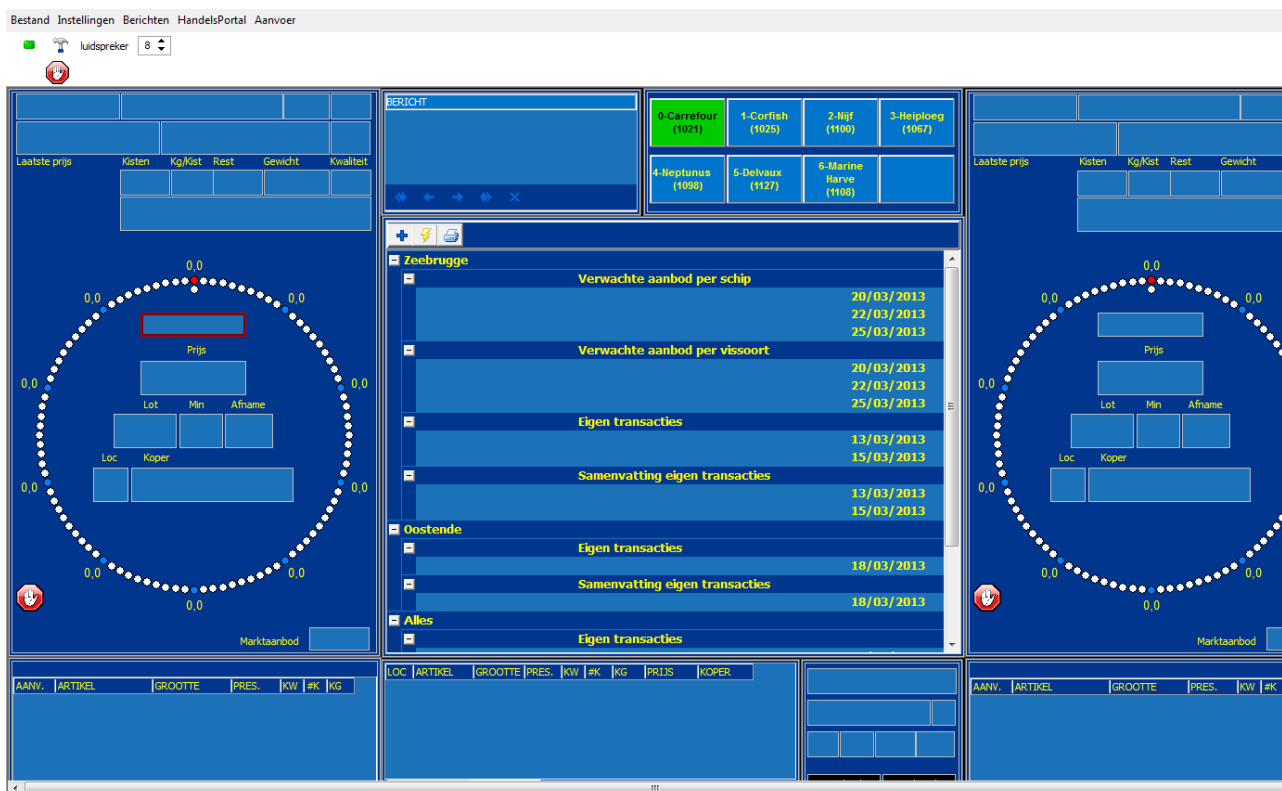 Bestand Instellingen Berichten HandelsPortal Aanvoer
luidspreker 8
Laatste prijs Kisten Kg/Kist Rest Gewicht Kwaliteit
0,0
0,0 0,0
Prijs
0,0 0,0
Lot Min Afname
Loc Koper
0,0 0,0
0,0 0,0
0,0
Marktaanbod
AANV. ARTIKEL GROOTTE PRES. KW #K KG
BERICHT
0-Carrefour (1021)
1-Corfish (1025)
2-Nijf (1100)
3-Heiploeg (1067)
4-Neptunus (1098)
5-Delvaux (1127)
6-Marine Harve (1108)
Zeebrugge
Verwachte aanbod per schip
20/03/2013
22/03/2013
25/03/2013
Verwachte aanbod per vissoort
20/03/2013
22/03/2013
25/03/2013
Eigen transacties
13/03/2013
15/03/2013
Samenvatting eigen transacties
13/03/2013
15/03/2013
Oostende
Eigen transacties
18/03/2013
Samenvatting eigen transacties
18/03/2013
Alles
Eigen transacties
LOC ARTIKEL GROOTTE PRES. KW #K KG PRIJS KOPER
Laatste prijs Kisten Kg/Kist Rest Gewicht
0,0
0,0 0,0
Prijs
0,0
Lot Min Afname
Loc Koper
0,0
0,0 0,0
0,0
Marktaanbod
AANV. ARTIKEL GROOTTE PRES. KW #K